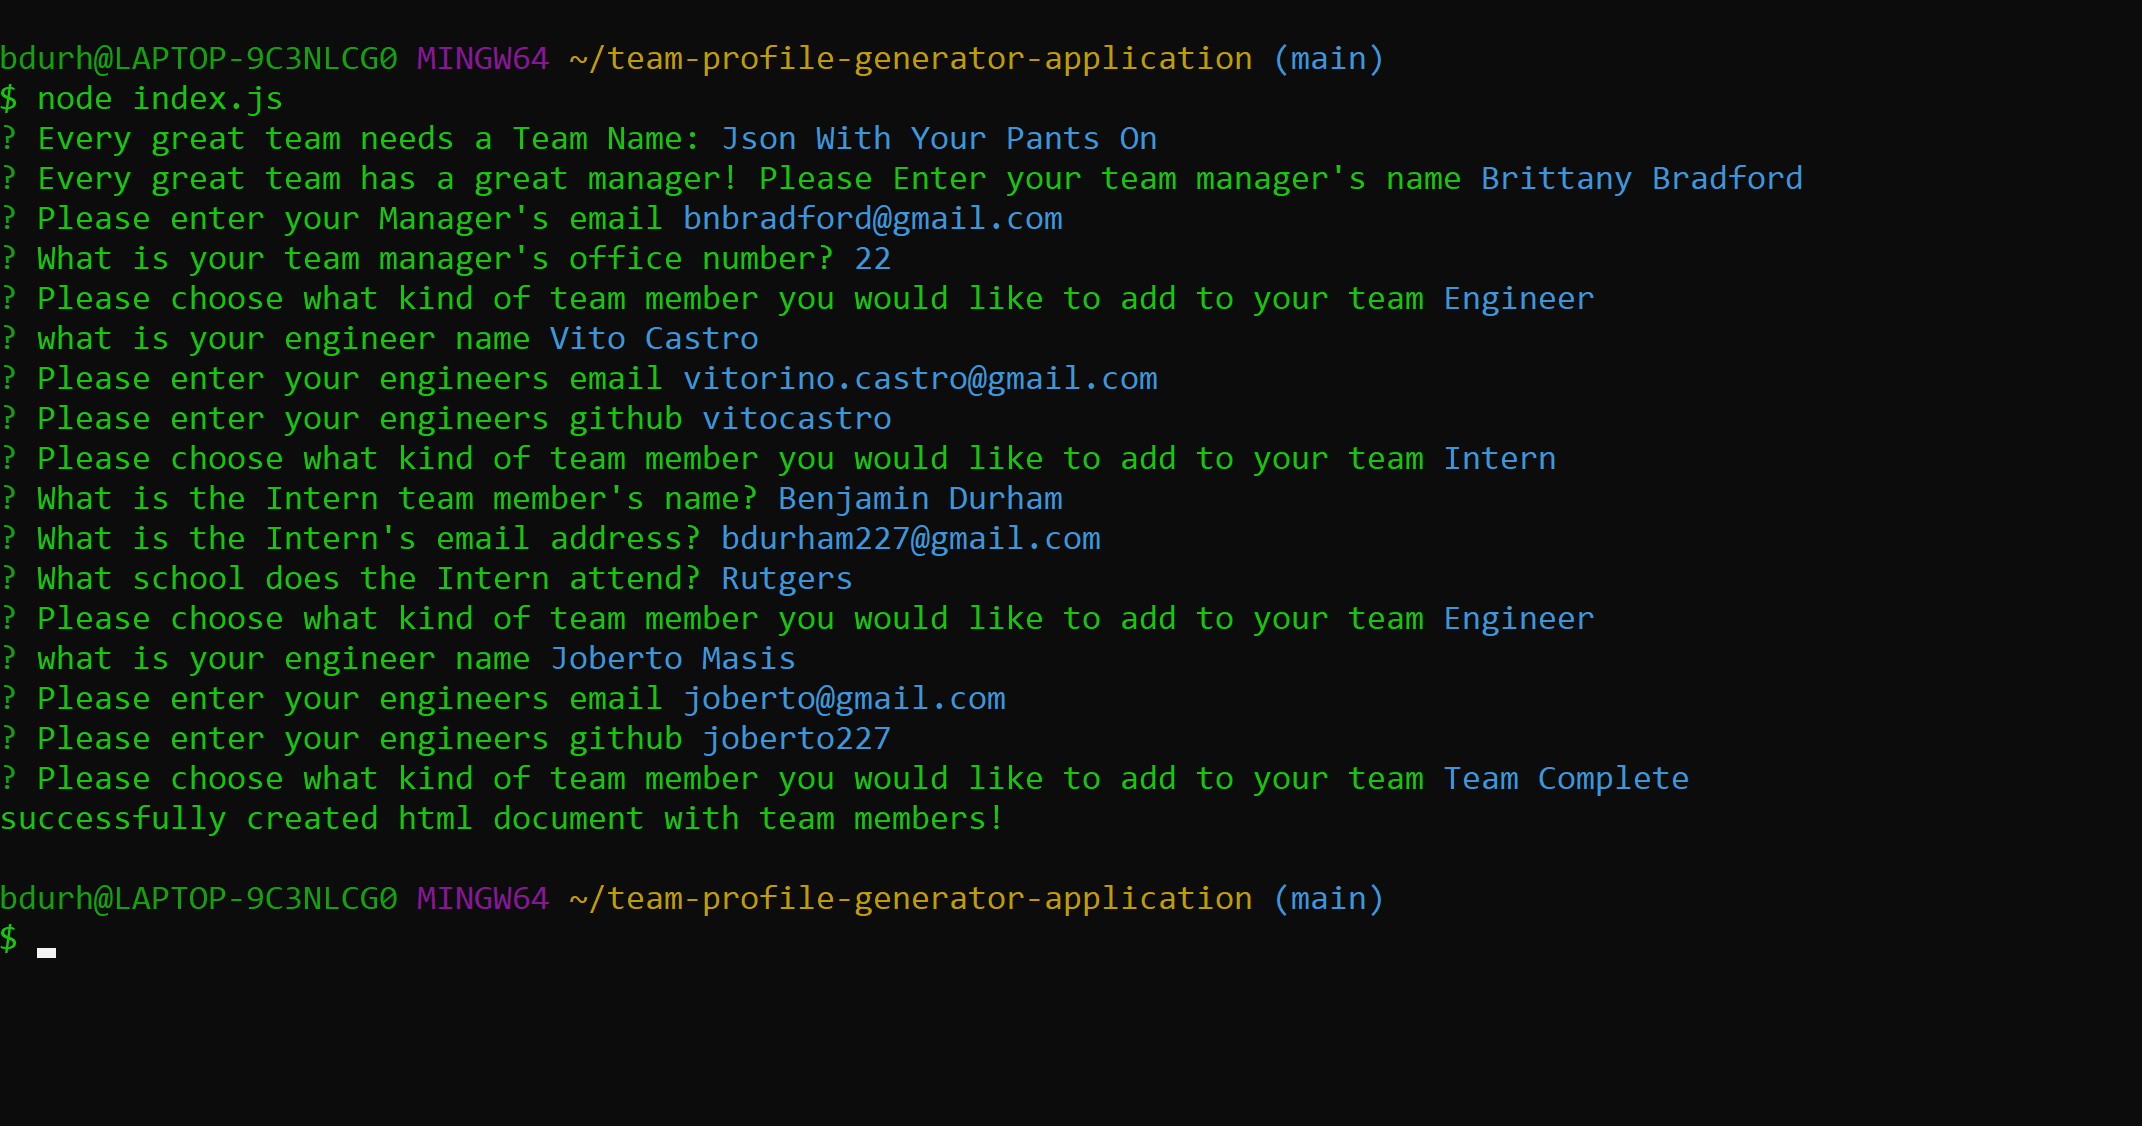 bdurh@LAPTOP-9C3NLCG0 MINGW64 ~/team-profile-generator-application (main)
$ node index.js
? Every great team needs a Team Name: Json With Your Pants On
? Every great team has a great manager! Please Enter your team manager's name Brittany Bradford
? Please enter your Manager's email bnbradford@gmail.com
? What is your team manager's office number? 22
? Please choose what kind of team member you would like to add to your team Engineer
? what is your engineer name Vito Castro
? Please enter your engineers email vitorino.castro@gmail.com
? Please enter your engineers github vitocastro
? Please choose what kind of team member you would like to add to your team Intern
? What is the Intern team member's name? Benjamin Durham
? What is the Intern's email address? bdurham227@gmail.com
? What school does the Intern attend? Rutgers
? Please choose what kind of team member you would like to add to your team Engineer
? what is your engineer name Joberto Masis
? Please enter your engineers email joberto@gmail.com
? Please enter your engineers github joberto227
? Please choose what kind of team member you would like to add to your team Team Complete
successfully created html document with team members!
bdurh@LAPTOP-9C3NLCG0 MINGW64 ~/team-profile-generator-application (main)
$